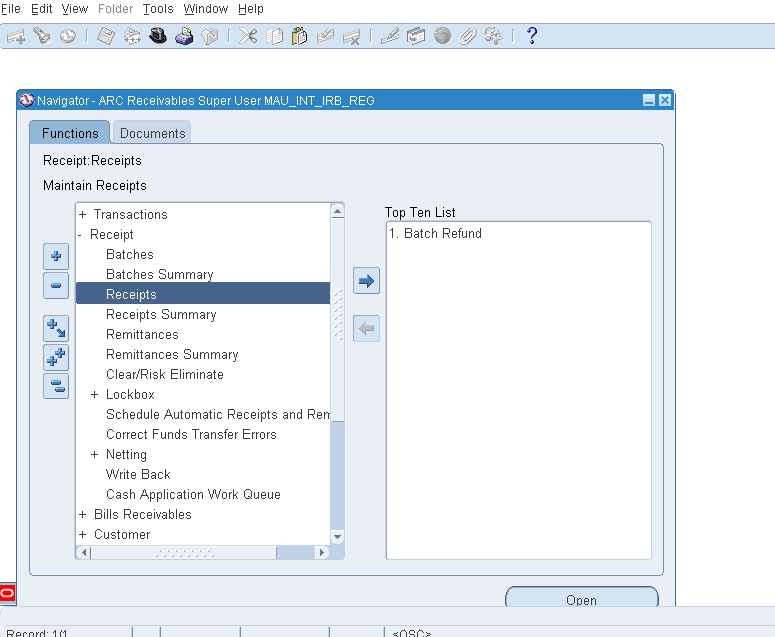 File Edit View Folder Tools Window Help
?
Navigator - ARC Receivables Super User MAU_INT_IRB_REG
Functions Documents
Receipt:Receipts
Maintain Receipts
+ Transactions
- Receipt
Batches
Batches Summary
Receipts
Receipts Summary
Remittances
Remittances Summary
Clear/Risk Eliminate
+ Lockbox
Schedule Automatic Receipts and Rem
Correct Funds Transfer Errors
+ Netting
Write Back
Cash Application Work Queue
+ Bills Receivables
+ Customer
Top Ten List
1. Batch Refund
Open
O
Record: 1/1
<OSC>